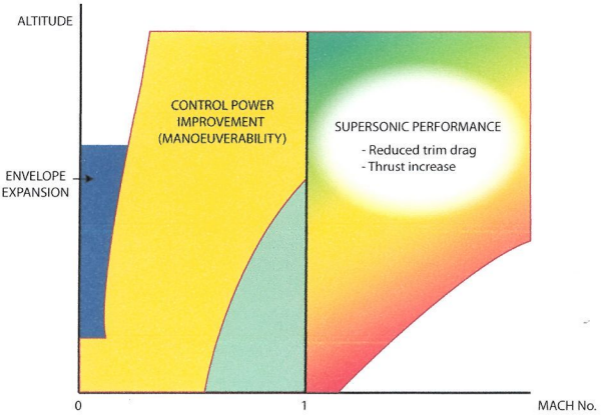 ALTITUDE
CONTROL POWER
IMPROVEMENT
(MANOEUVERABILITY)
SUPERSONIC PERFORMANCE
- Reduced trim drag
- Thrust increase
ENVELOPE
EXPANSION
0
1
MACH No.